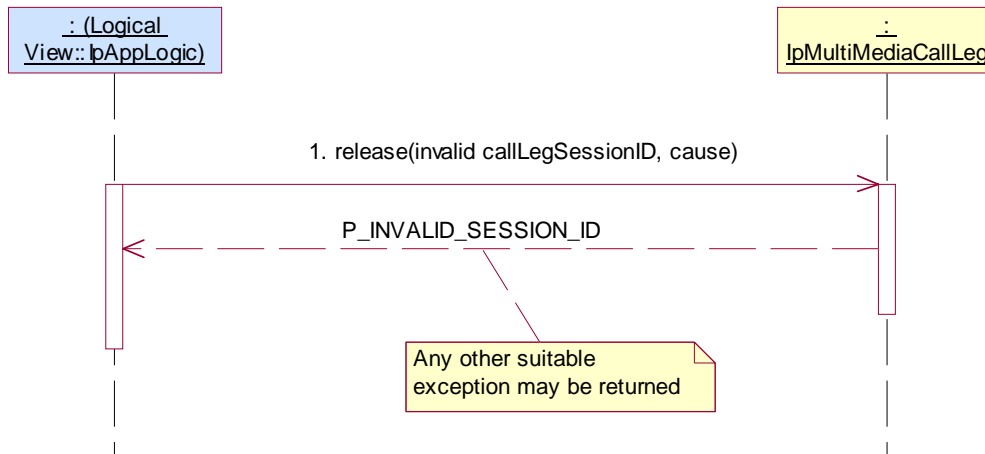 : (Logical
View::IpAppLogic)
:
IpMultiMediaCallLeg
1. release(invalid callLegSessionID, cause)
P_INVALID_SESSION_ID
Any other suitable
exception may be returned